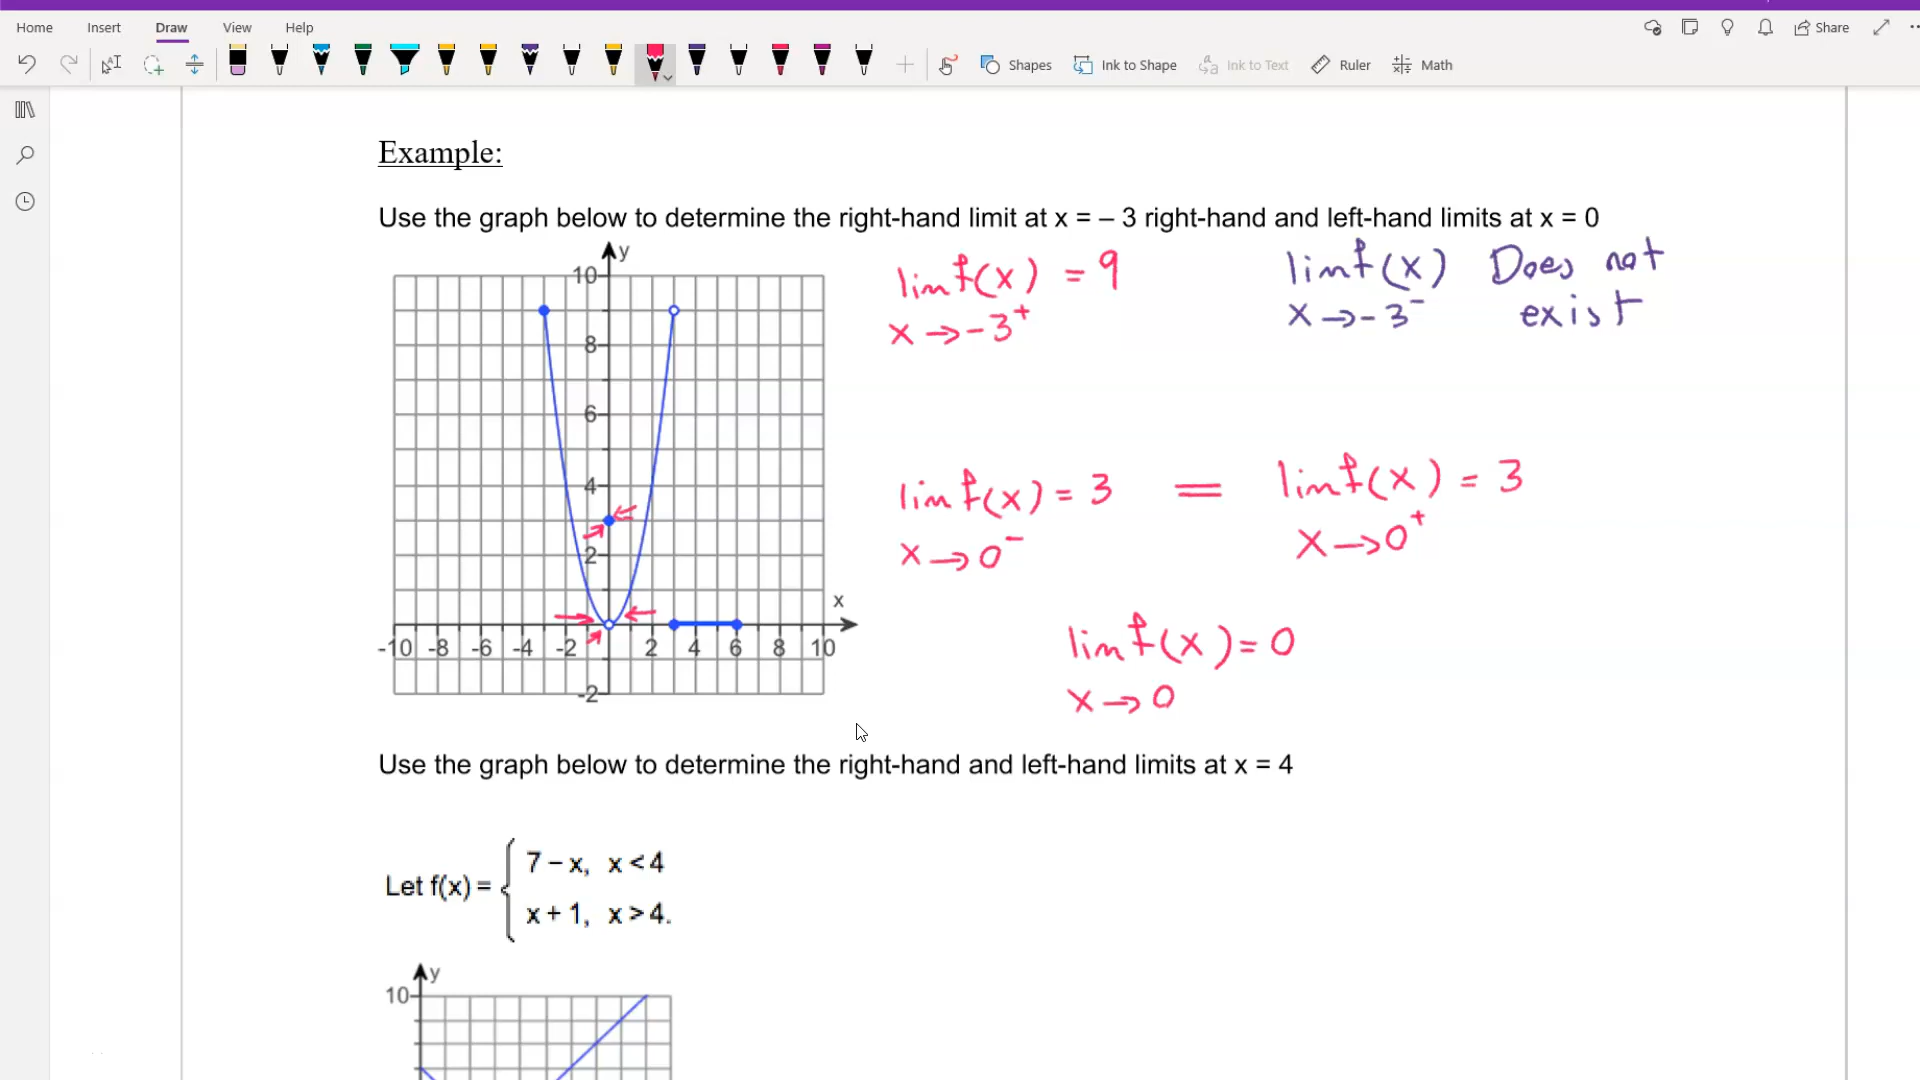 Home Insert Draw View Help Share
Shapes Ink to Shape Ink to Text Ruler Math
Example:
Use the graph below to determine the right-hand limit at x = – 3 right-hand and left-hand limits at x = 0
y
10
8
6
4
2
x
-10 -8 -6 -4 -2 2 4 6 8 10
-2
lim f(x) = 9
x → -3⁺
lim f(x) Does not
x → -3⁻ exist
lim f(x) = 3 = lim f(x) = 3
x → 0⁻ x → 0⁺
lim f(x) = 0
x → 0
Use the graph below to determine the right-hand and left-hand limits at x = 4
7 – x, x < 4
Let f(x) =
x + 1, x > 4.
y
10